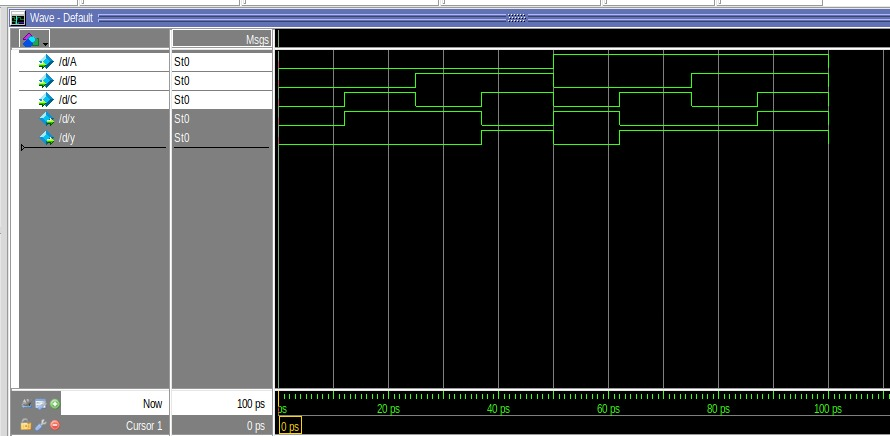 Wave - Default
Msgs
/d/A St0
/d/B St0
/d/C St0
/d/x St0
/d/y St0
Now 100 ps
ps 20 ps 40 ps 60 ps 80 ps 100 ps
Cursor 1 0 ps 0 ps